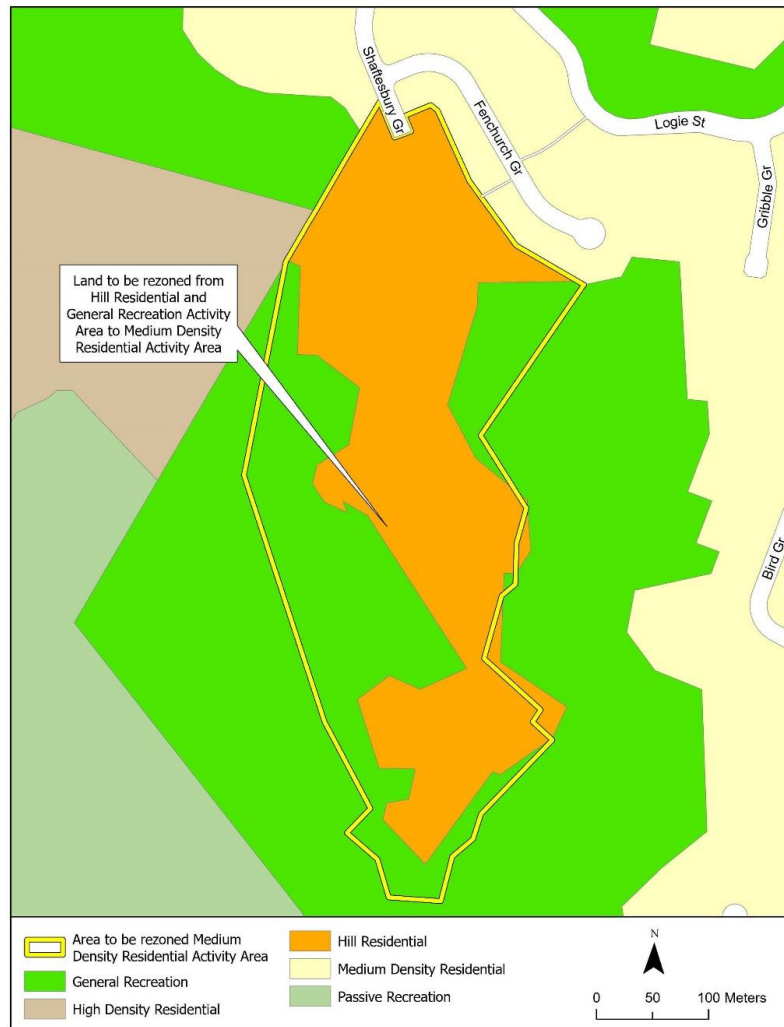 Shaftesbury Gr
Fenchurch Gr
Logie St
Gribble Gr
Land to be rezoned from
Hill Residential and
General Recreation Activity
Area to Medium Density
Residential Activity Area
Bird Gr
Area to be rezoned Medium
Density Residential Activity Area
General Recreation
High Density Residential
Hill Residential
Medium Density Residential
Passive Recreation
N
0 50 100 Meters